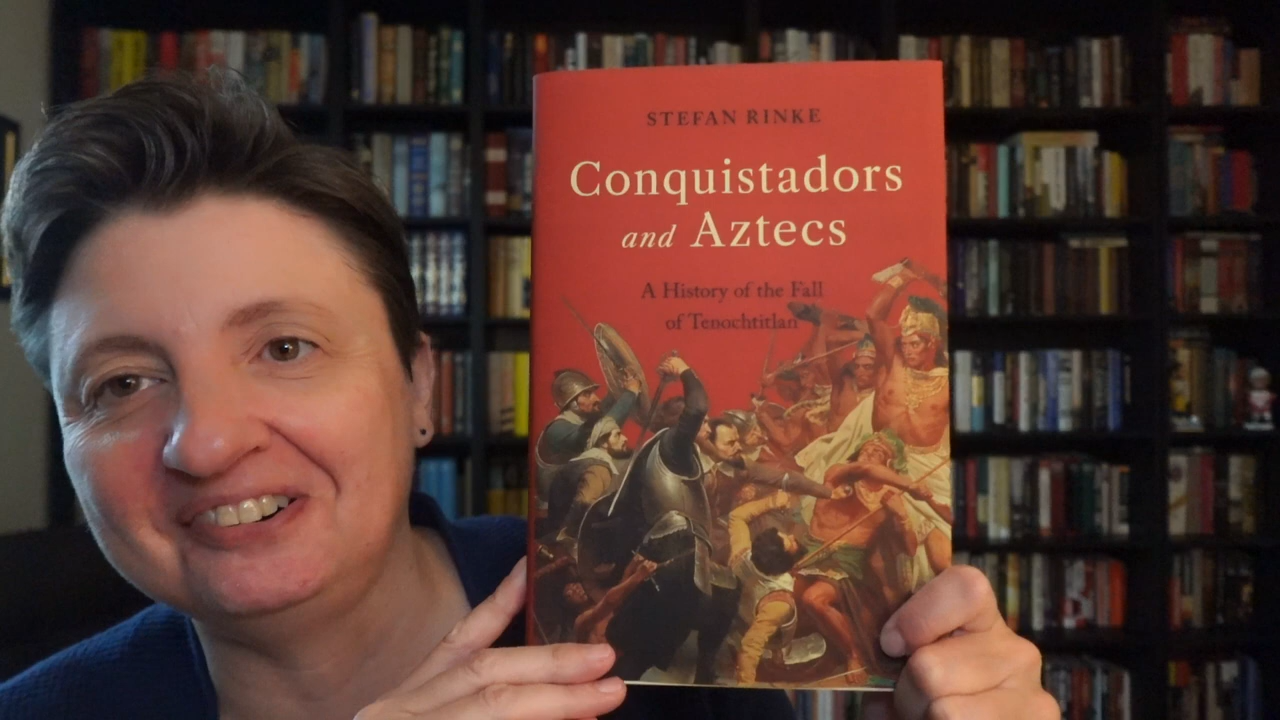 STEFAN RINKE
Conquistadors
and Aztecs
A History of the Fall
of Tenochtitlan